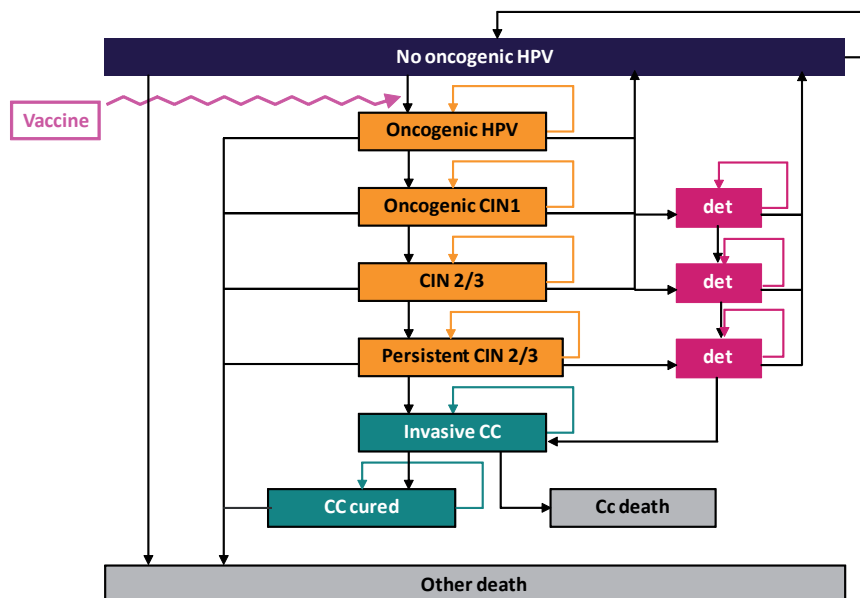 No oncogenic HPV
Vaccine
Oncogenic HPV
Oncogenic CIN1
det
CIN 2/3
det
Persistent CIN 2/3
det
Invasive CC
CC cured
Cc death
Other death